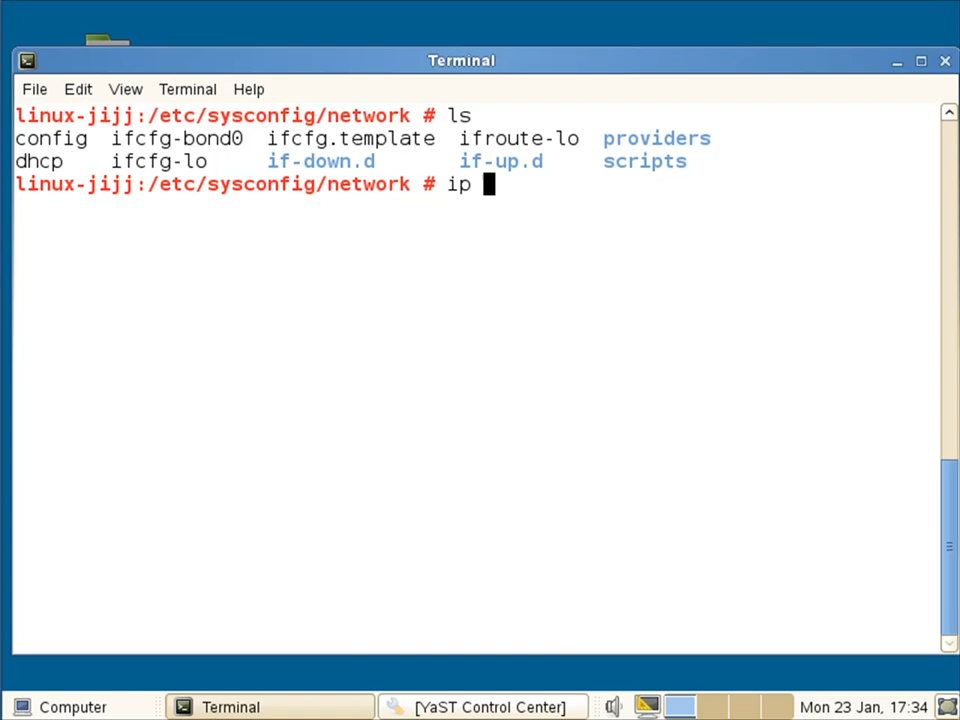 Terminal
File Edit View Terminal Help
linux-jijj:/etc/sysconfig/network # ls
config ifcfg-bond0 ifcfg.template ifroute-lo providers
dhcp ifcfg-lo if-down.d if-up.d scripts
linux-jijj:/etc/sysconfig/network # ip
Computer Terminal [YaST Control Center] Mon 23 Jan, 17:34